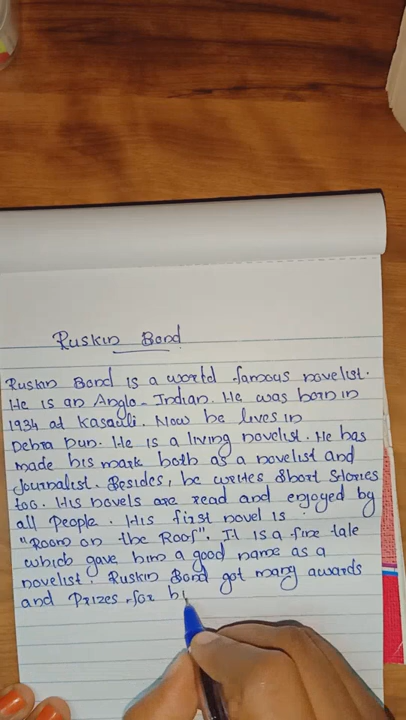 Ruskin Bond
Ruskin Bond is a world famous novelist.
He is an Anglo-Indian. He was born in
1934 at Kasauli. Now he lives in
Dehra Dun. He is a living novelist. He has
made his mark both as a novelist and
journalist. Besides, he writes short stories
too. His novels are read and enjoyed by
all people. His first novel is
"Room on the Roof". It is a fine tale
which gave him a good name as a
novelist. Ruskin Bond got many awards
and Prizes for hi